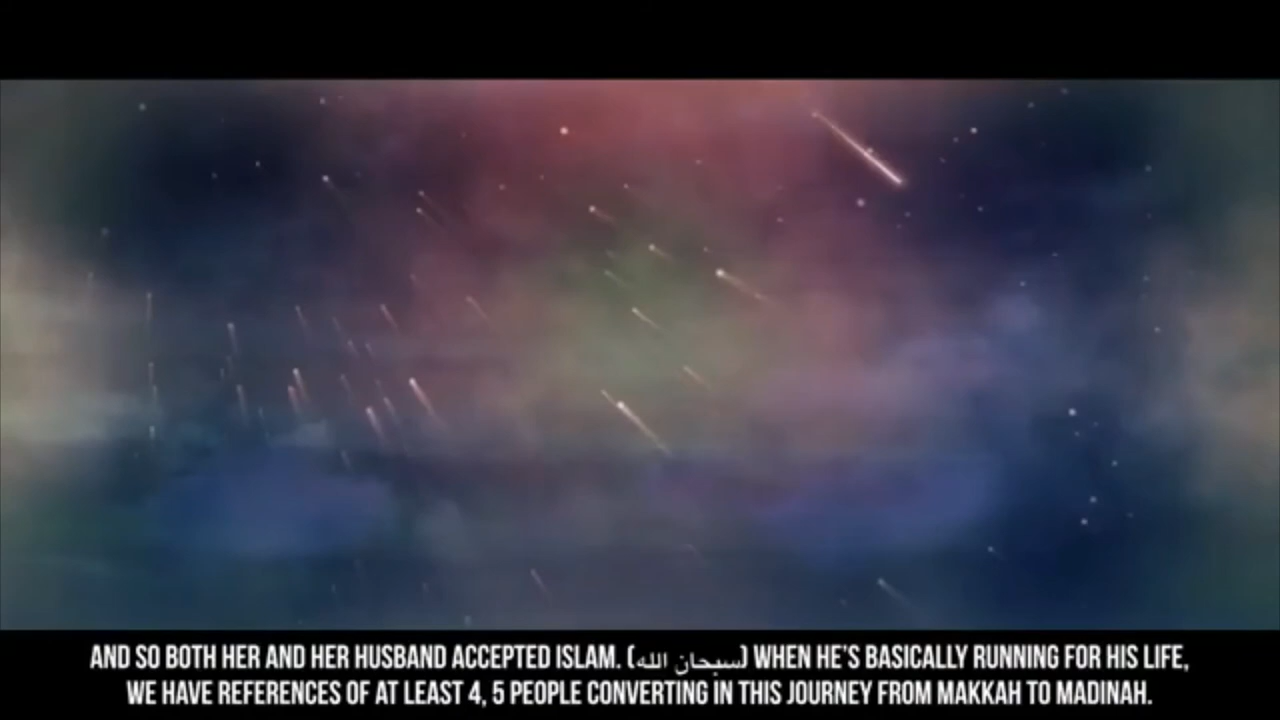 AND SO BOTH HER AND HER HUSBAND ACCEPTED ISLAM. (سبحان الله) WHEN HE'S BASICALLY RUNNING FOR HIS LIFE,
WE HAVE REFERENCES OF AT LEAST 4, 5 PEOPLE CONVERTING IN THIS JOURNEY FROM MAKKAH TO MADINAH.